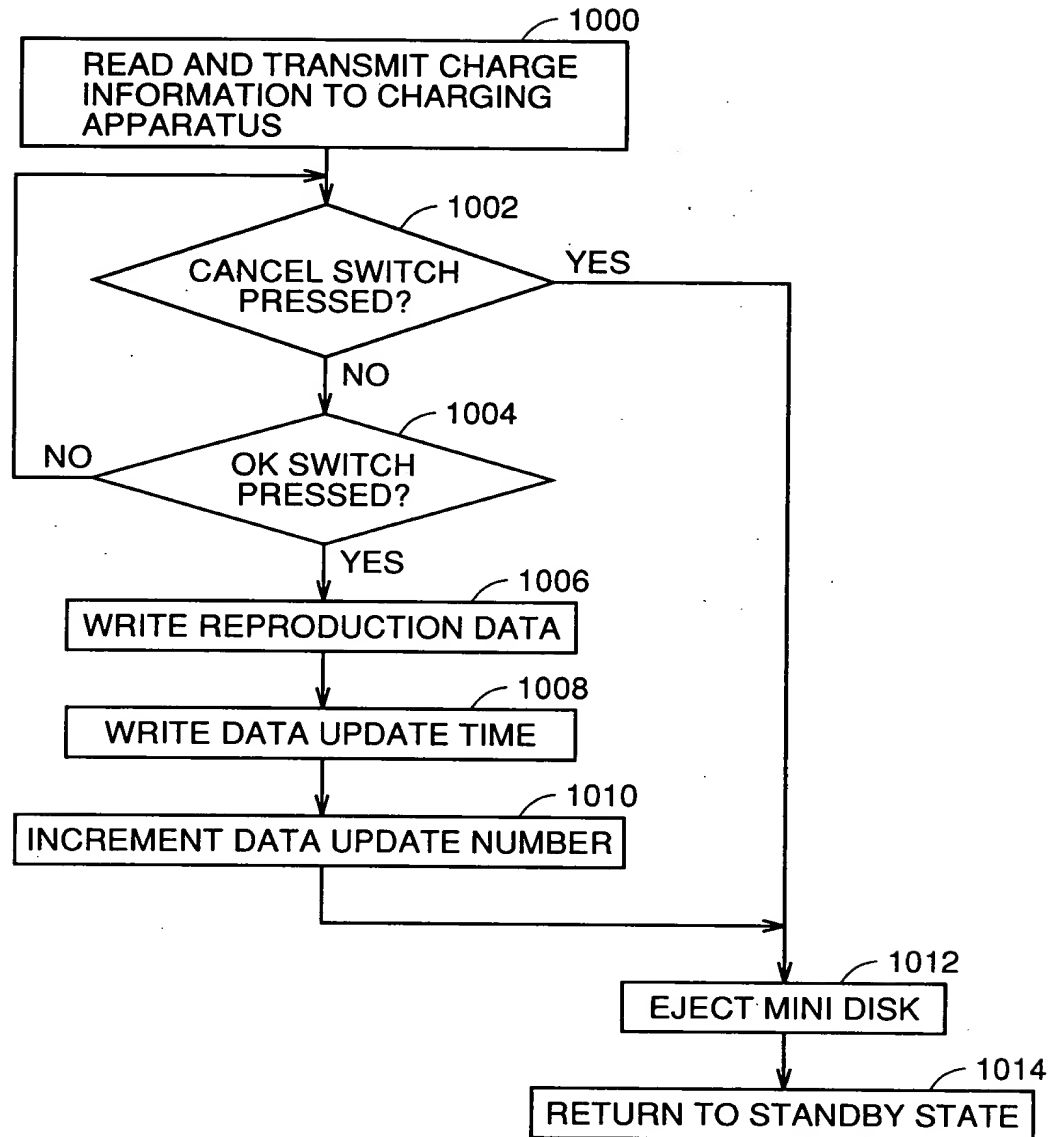 1000
READ AND TRANSMIT CHARGE
INFORMATION TO CHARGING
APPARATUS
1002
CANCEL SWITCH
PRESSED?
YES
NO
1004
NO
OK SWITCH
PRESSED?
YES
1006
WRITE REPRODUCTION DATA
1008
WRITE DATA UPDATE TIME
1010
INCREMENT DATA UPDATE NUMBER
1012
EJECT MINI DISK
1014
RETURN TO STANDBY STATE